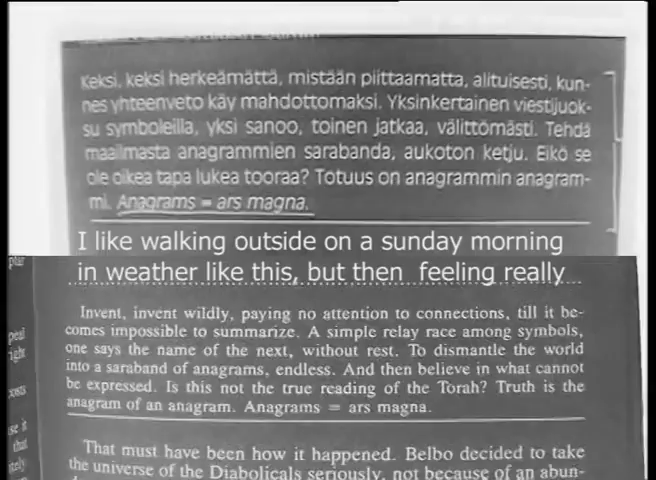 Keksi, keksi herkeämättä, mistään piittaamatta, alituisesti, kun-
nes yhteenveto käy mahdottomaksi. Yksinkertainen viestijuok-
su symboleilla, yksi sanoo, toinen jatkaa, välittömästi. Tehdä
maailmasta anagrammien sarabanda, aukoton ketju. Eikö se
ole oikea tapa lukea tooraa? Totuus on anagrammin anagram-
mi. Anagrams = ars magna.
I like walking outside on a sunday morning
in weather like this, but then feeling really
Invent, invent wildly, paying no attention to connections, till it be-
comes impossible to summarize. A simple relay race among symbols,
one says the name of the next, without rest. To dismantle the world
into a saraband of anagrams, endless. And then believe in what cannot
be expressed. Is this not the true reading of the Torah? Truth is the
anagram of an anagram. Anagrams = ars magna.
That must have been how it happened. Belbo decided to take
the universe of the Diabolicals seriously, not because of an abun-